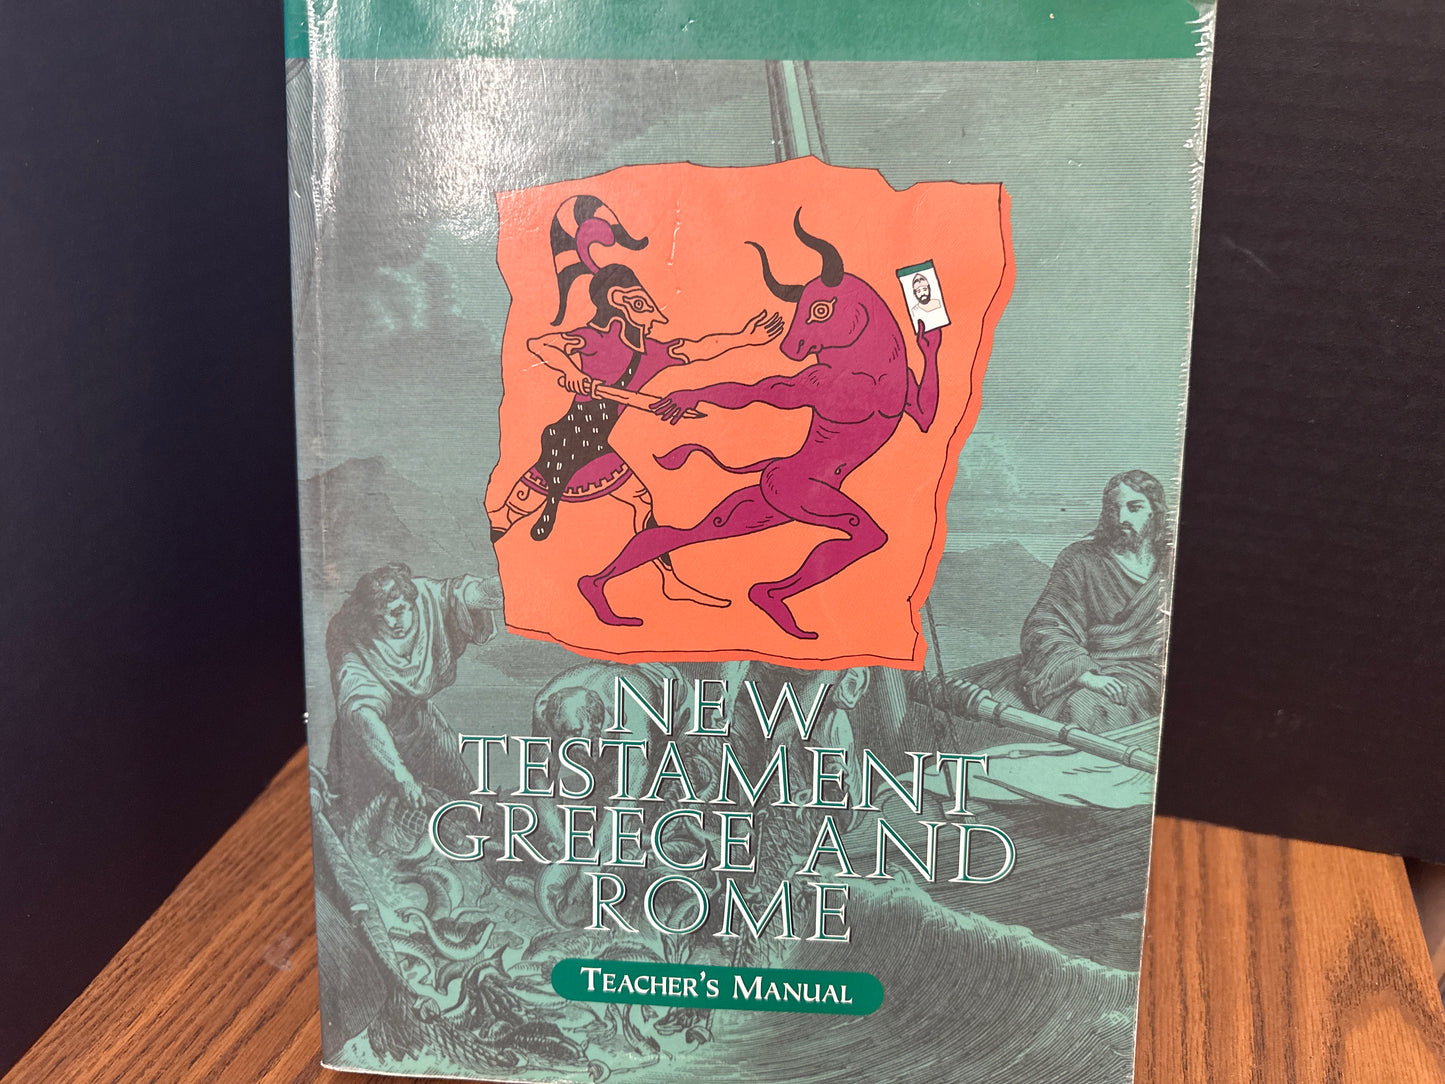 NEW
TESTAMENT
GREECE AND
ROME
TEACHER'S MANUAL